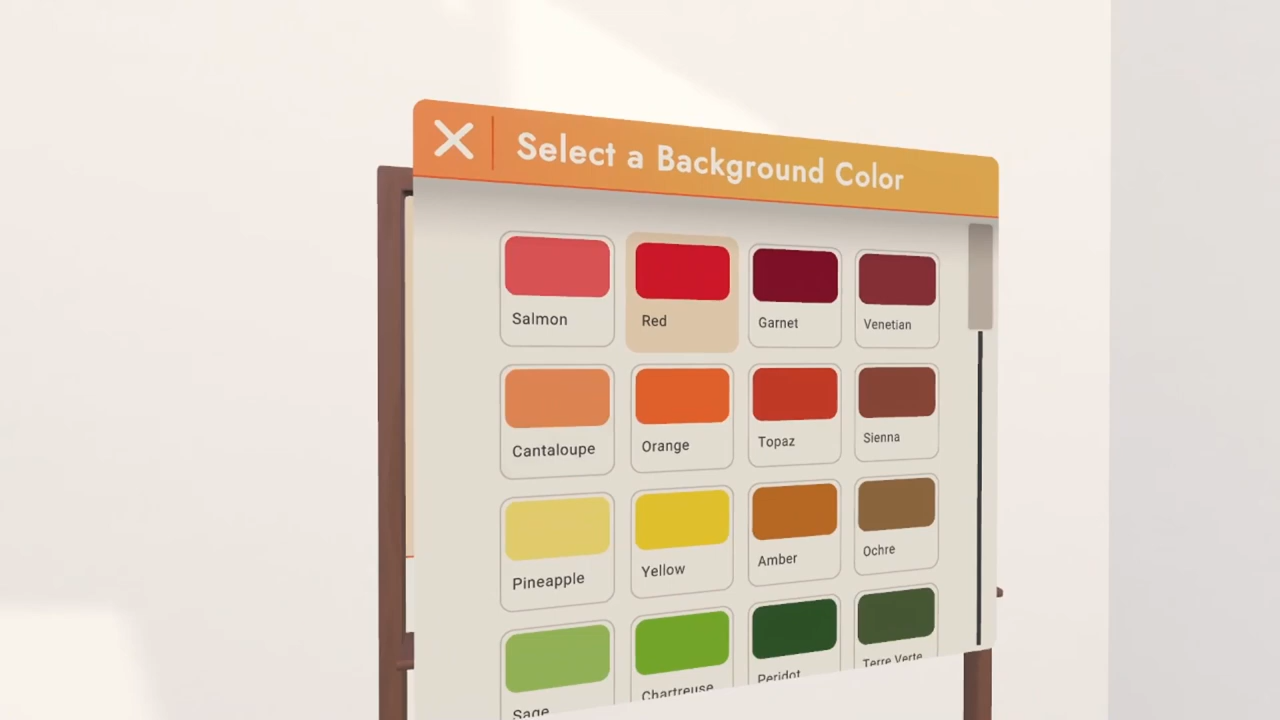 Select a Background Color
Salmon
Red
Garnet
Venetian
Cantaloupe
Orange
Topaz
Sienna
Pineapple
Yellow
Amber
Ochre
Sage
Chartreuse
Peridot
Terre Verte